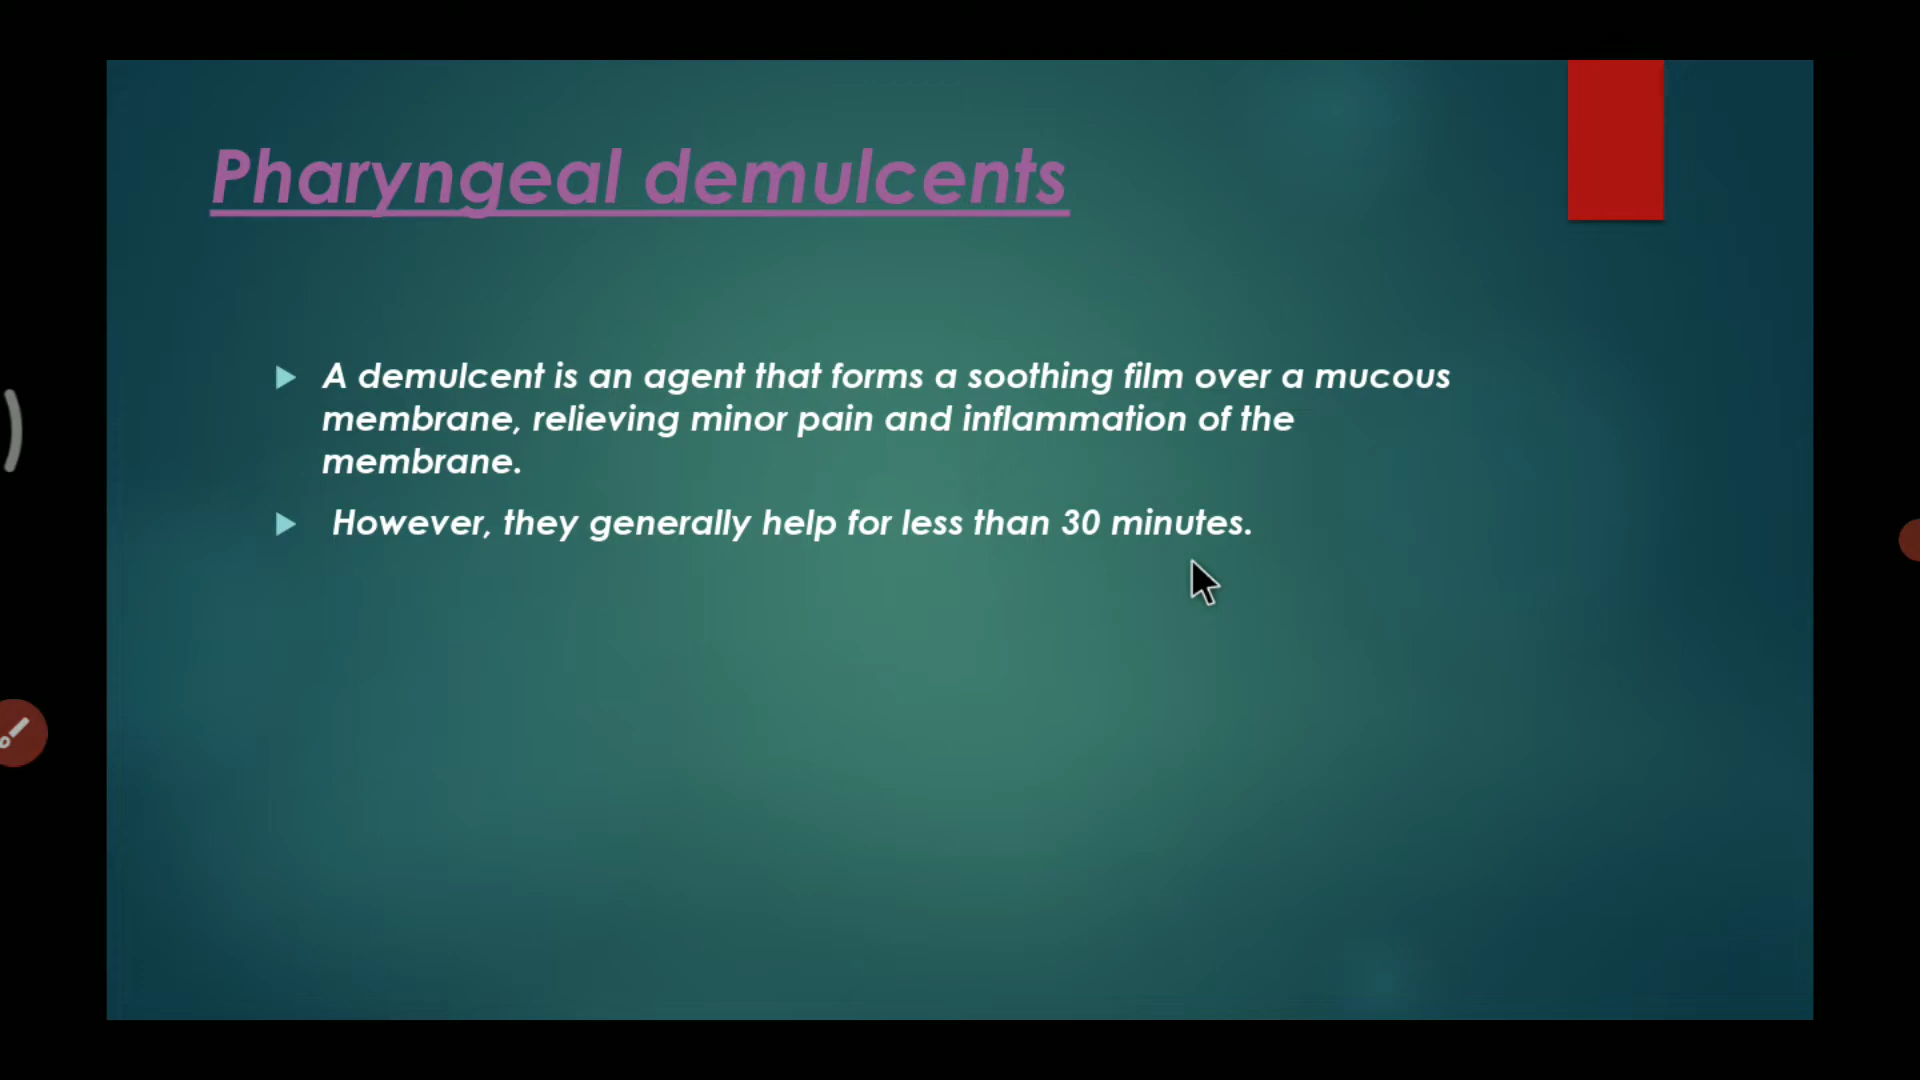 Pharyngeal demulcents
A demulcent is an agent that forms a soothing film over a mucous
membrane, relieving minor pain and inflammation of the
membrane.
However, they generally help for less than 30 minutes.